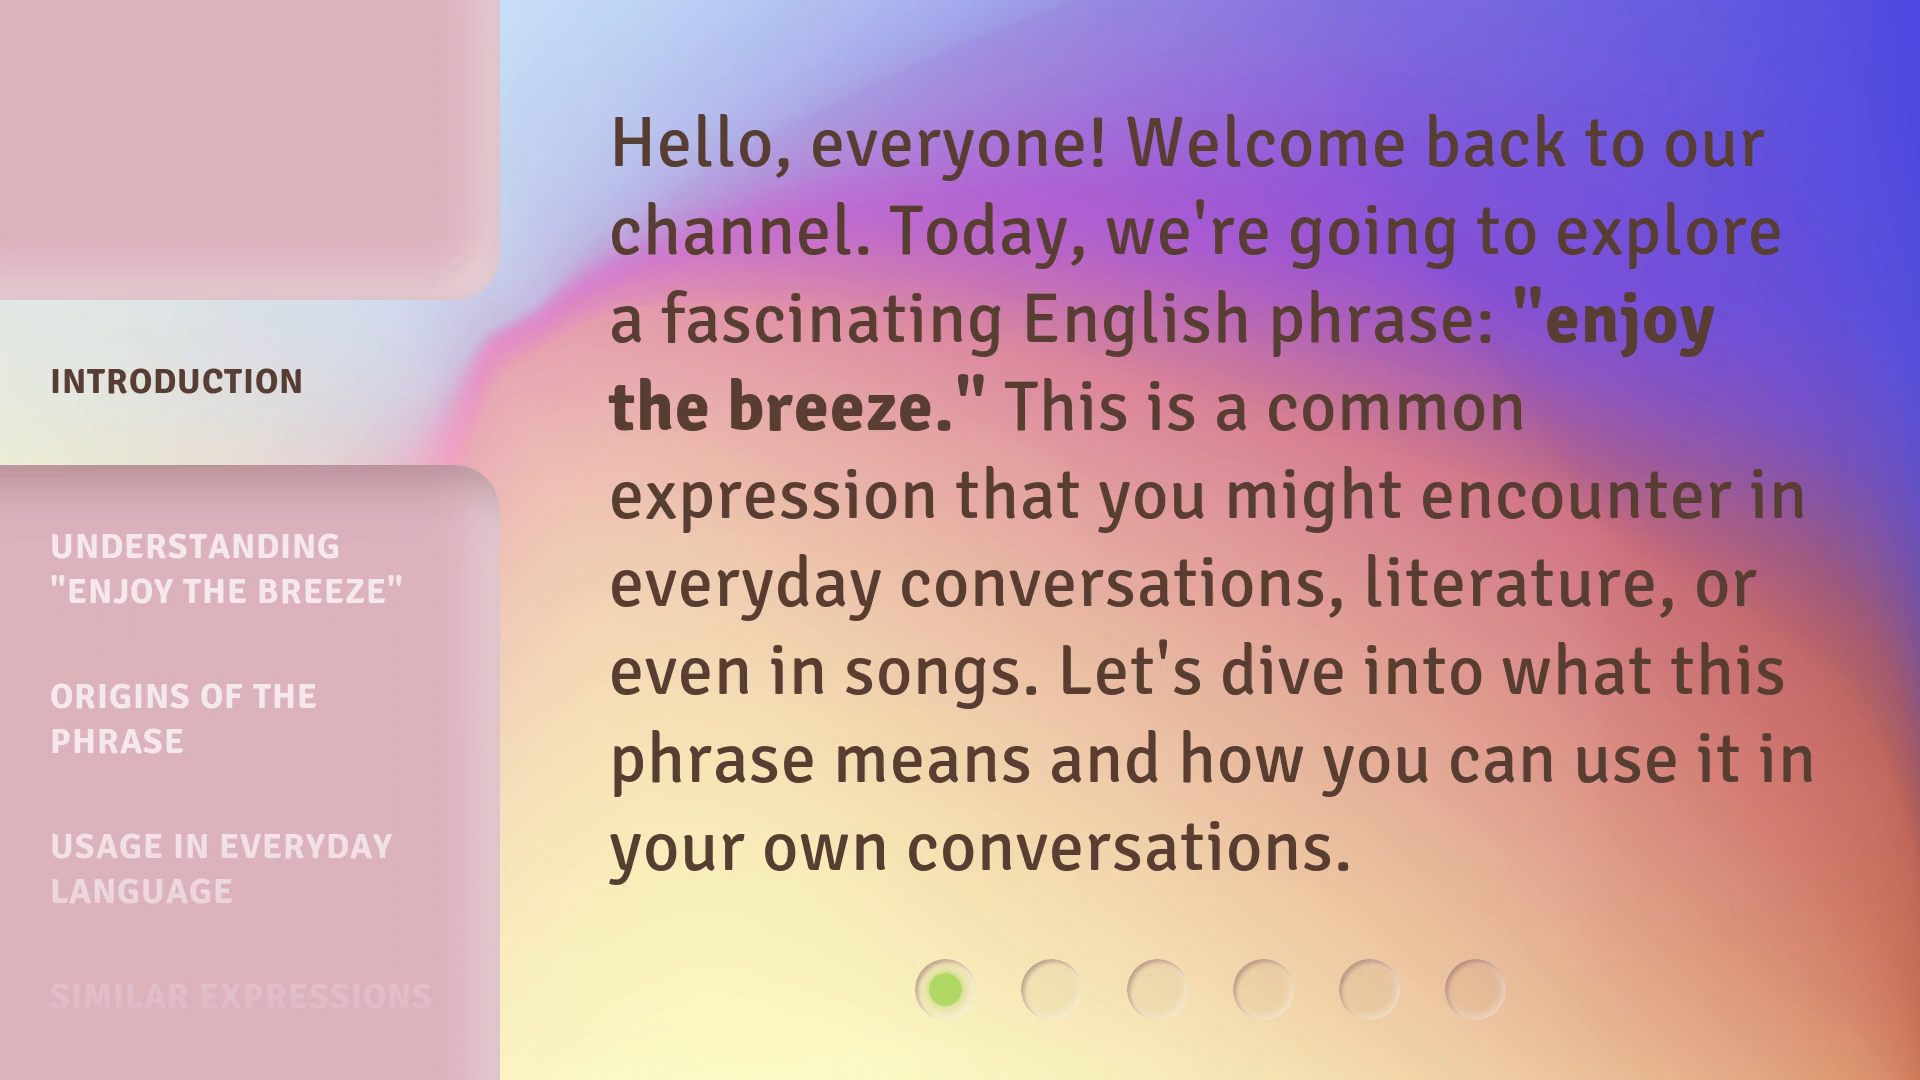 INTRODUCTION
UNDERSTANDING
"ENJOY THE BREEZE"
ORIGINS OF THE
PHRASE
USAGE IN EVERYDAY
LANGUAGE
SIMILAR EXPRESSIONS
Hello, everyone! Welcome back to our
channel. Today, we're going to explore
a fascinating English phrase: "enjoy
the breeze." This is a common
expression that you might encounter in
everyday conversations, literature, or
even in songs. Let's dive into what this
phrase means and how you can use it in
your own conversations.